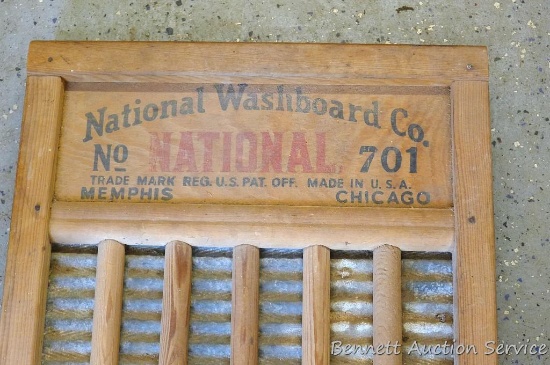 National Washboard Co.
No NATIONAL 701
TRADE MARK REG. U.S. PAT. OFF. MADE IN U.S.A.
MEMPHIS CHICAGO
Bennett Auction Service